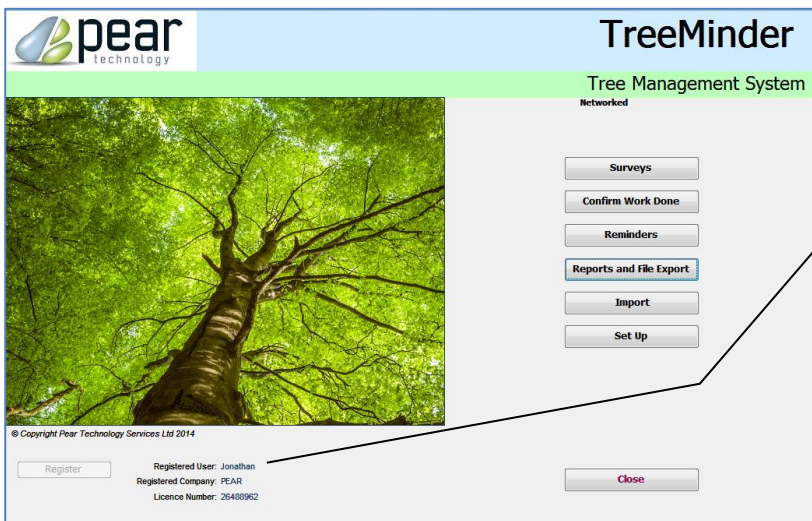 pear
technology
TreeMinder
Tree Management System
Networked
Surveys
Confirm Work Done
Reminders
Reports and File Export
Import
Set Up
© Copyright Pear Technology Services Ltd 2014
Register
Registered User: Jonathan
Registered Company: PEAR
Licence Number: 26488962
Close